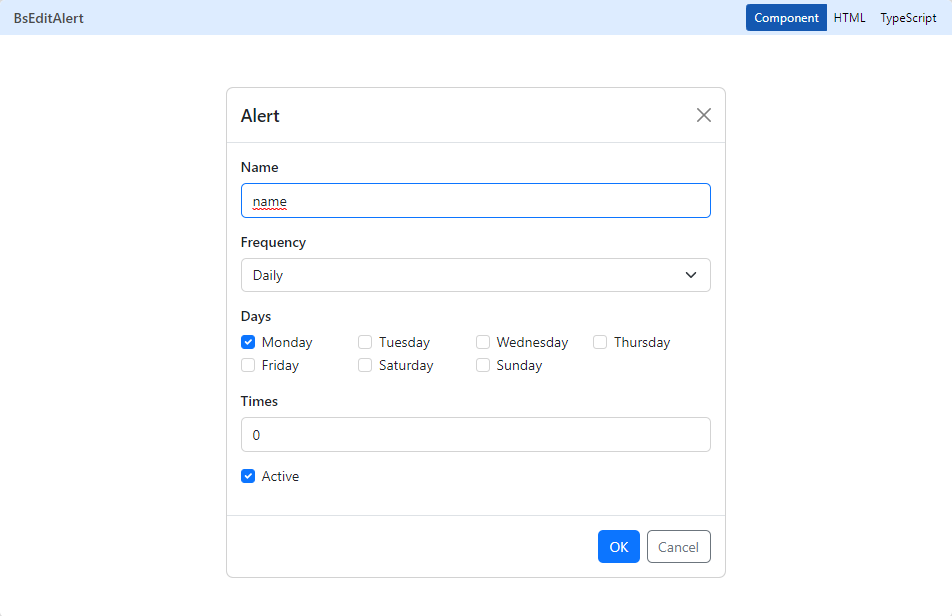 BsEditAlert Component HTML TypeScript
Alert
Name
name
Frequency
Daily
Days
Monday Tuesday Wednesday Thursday
Friday Saturday Sunday
Times
0
Active
OK Cancel